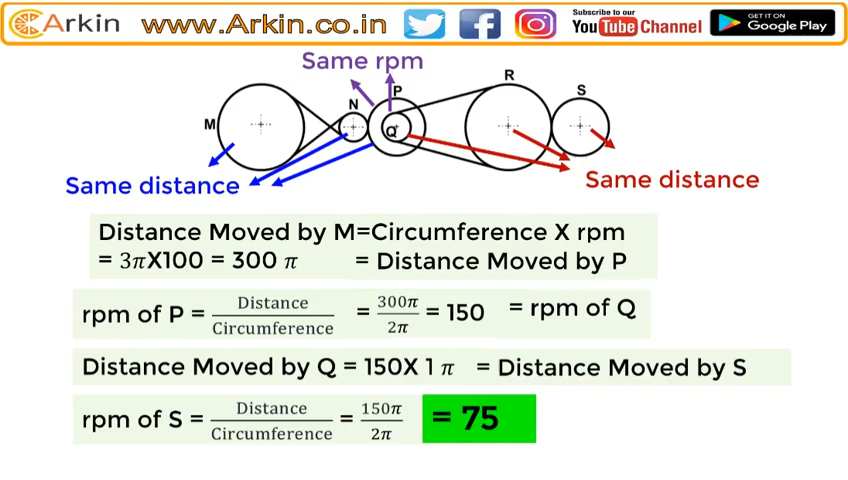 Arkin www.Arkin.co.in Subscribe to our YouTube Channel GET IT ON Google Play
Same rpm
M N P Q R S
Same distance Same distance
Distance Moved by M=Circumference X rpm
= 3𝜋X100 = 300 𝜋 = Distance Moved by P
rpm of P = Distance/Circumference = 300𝜋/2𝜋 = 150 = rpm of Q
Distance Moved by Q = 150X 1 𝜋 = Distance Moved by S
rpm of S = Distance/Circumference = 150𝜋/2𝜋 = 75